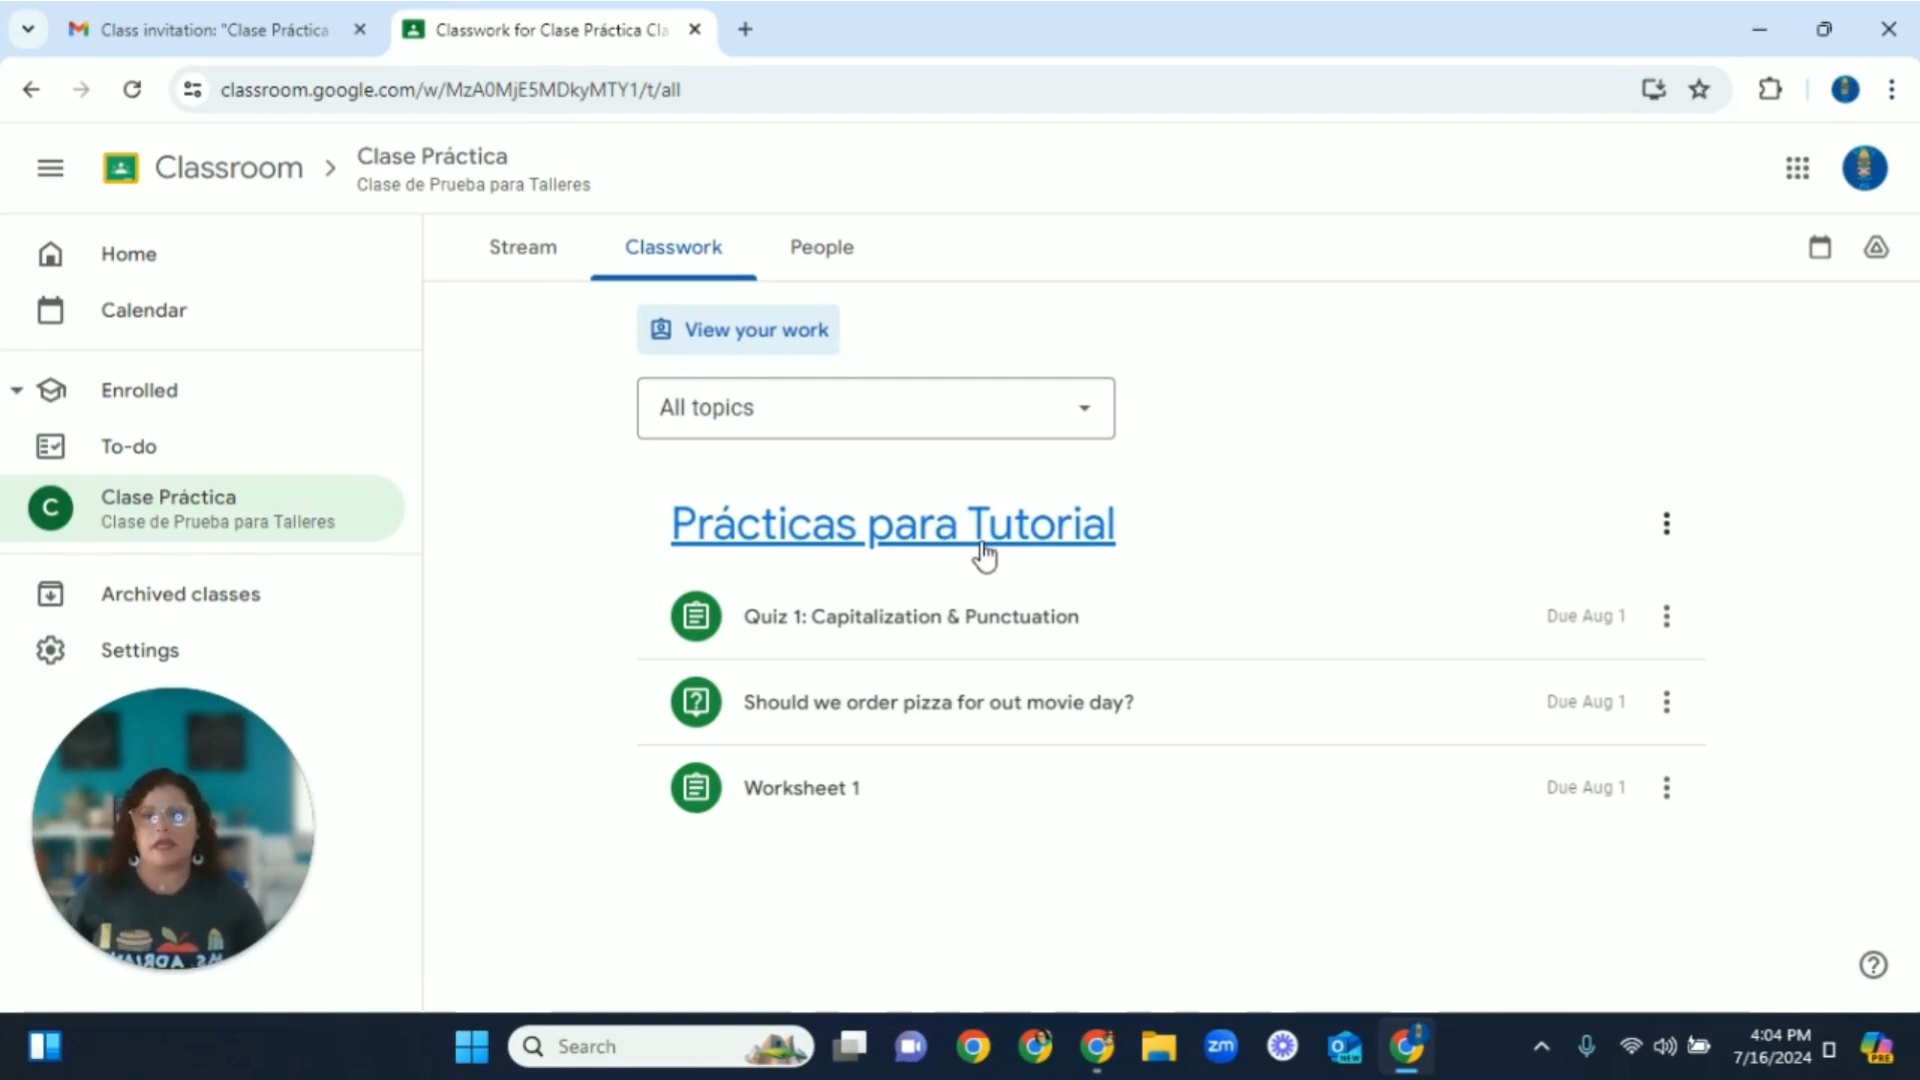 Class invitation: "Clase Práctica
Classwork for Clase Práctica Cla
classroom.google.com/w/MzA0MjE5MDkyMTY1/t/all
Classroom
Clase Práctica
Clase de Prueba para Talleres
Home
Calendar
Enrolled
To-do
C
Clase Práctica
Clase de Prueba para Talleres
Archived classes
Settings
Stream
Classwork
People
View your work
All topics
Prácticas para Tutorial
Quiz 1: Capitalization & Punctuation
Due Aug 1
Should we order pizza for out movie day?
Due Aug 1
Worksheet 1
Due Aug 1
Search
zm
NEW
4:04 PM
7/16/2024
PRE